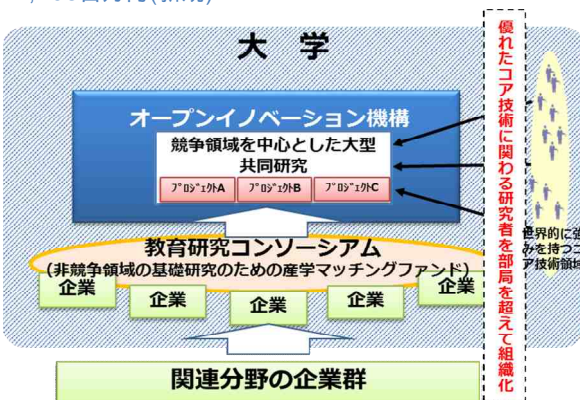 大 学
オープンイノベーション機構
競争領域を中心とした大型
共同研究
ﾌﾟﾛｼﾞｪｸﾄA
ﾌﾟﾛｼﾞｪｸﾄB
ﾌﾟﾛｼﾞｪｸﾄC
教育研究コンソーシアム
(非競争領域の基礎研究のための産学マッチングファンド)
企業
企業
企業
企業
企業
関連分野の企業群
優れたコア技術に関わる研究者を部局を超えて組織化
世界的に強
みを持つコ
ア技術領域